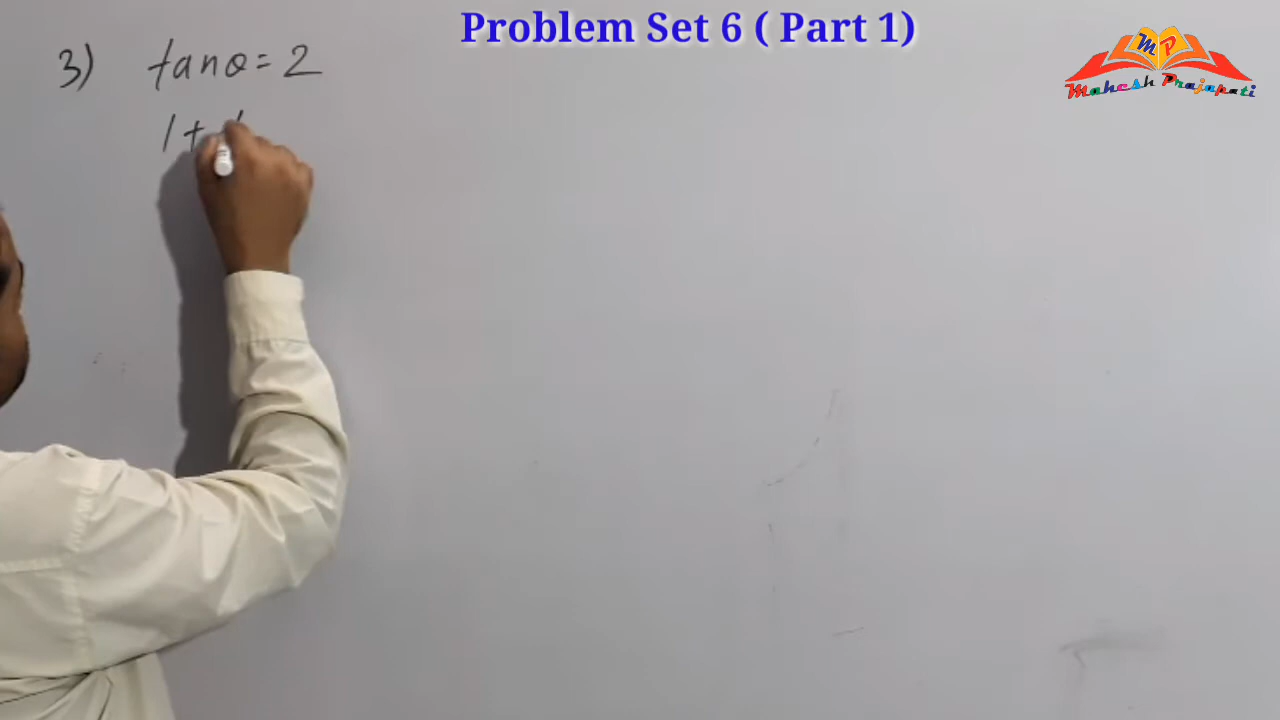 Problem Set 6 ( Part 1)
MP
Mahesh Prajapati
3) tanθ = 2
1 +